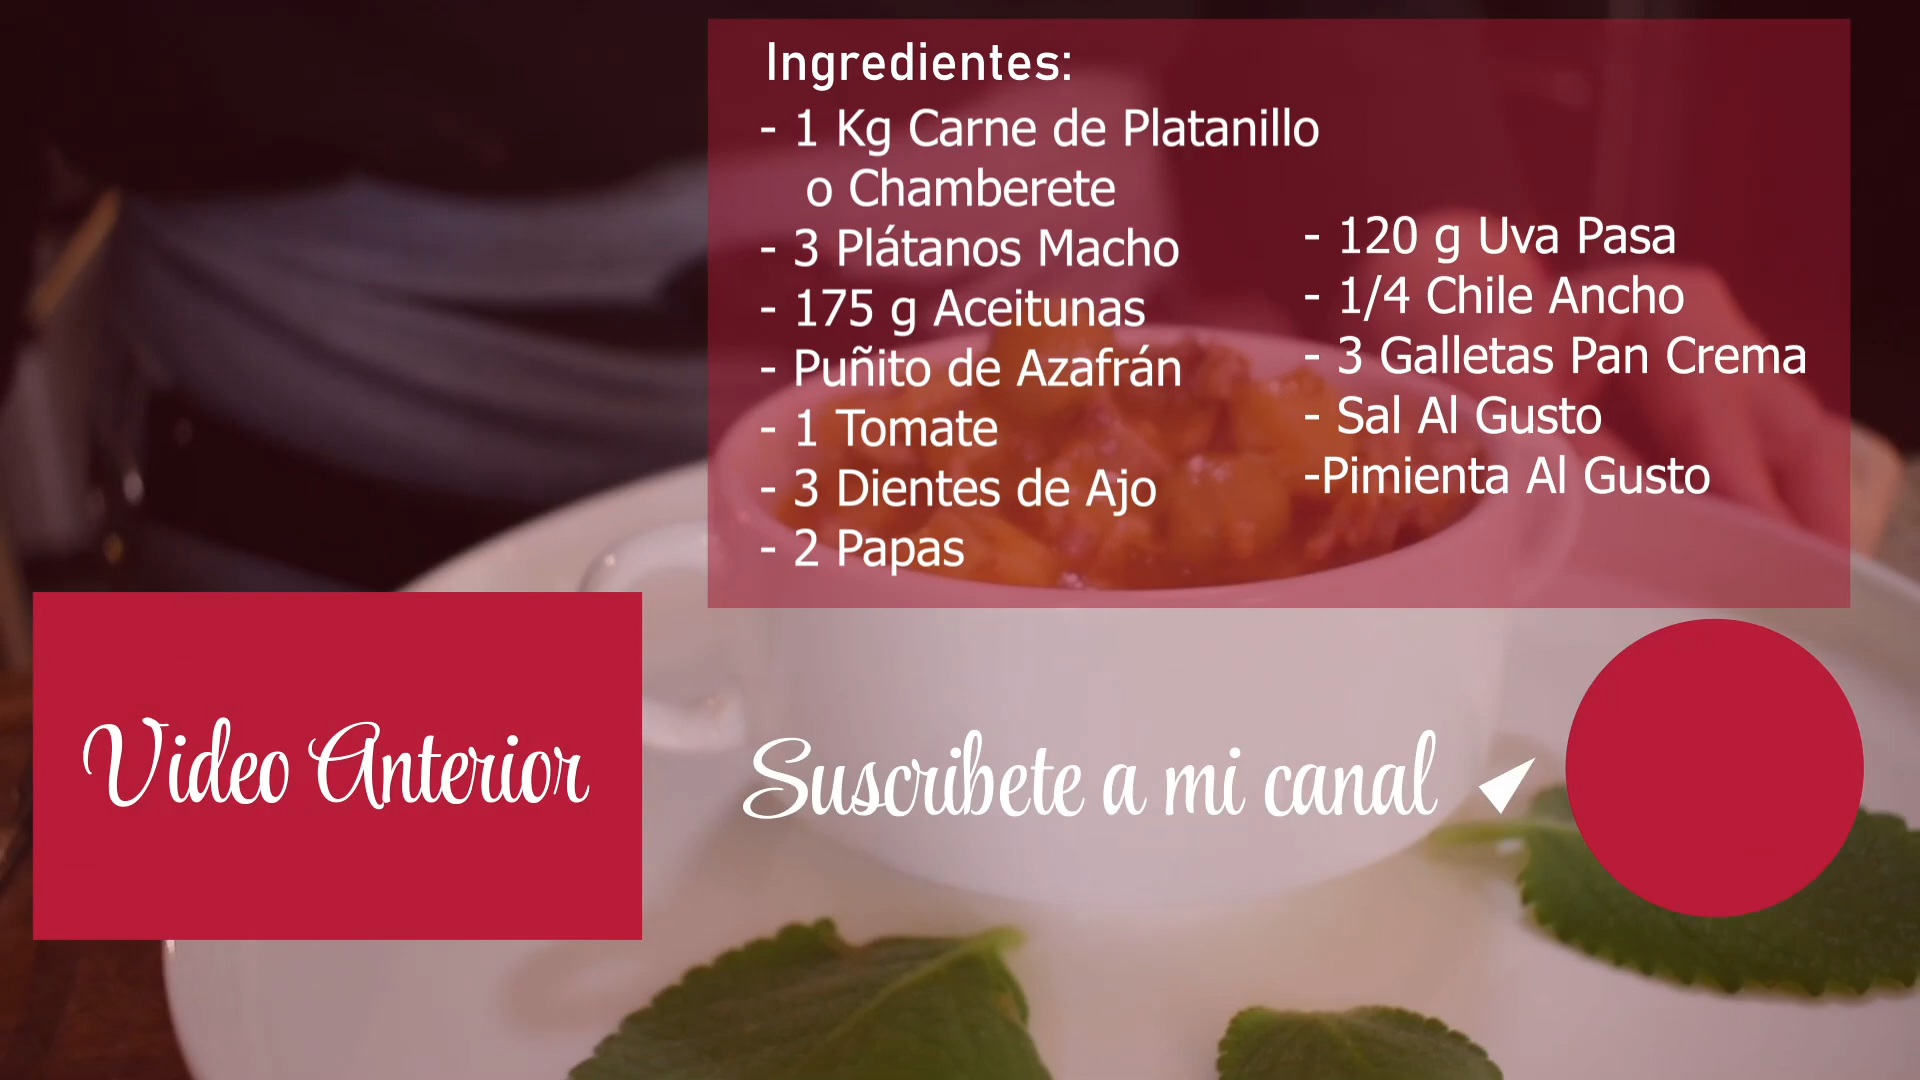 Ingredientes:
- 1 Kg Carne de Platanillo
o Chamberete
- 3 Plátanos Macho
- 175 g Aceitunas
- Puñito de Azafrán
- 1 Tomate
- 3 Dientes de Ajo
- 2 Papas
- 120 g Uva Pasa
- 1/4 Chile Ancho
- 3 Galletas Pan Crema
- Sal Al Gusto
-Pimienta Al Gusto
Video Anterior
Suscribete a mi canal